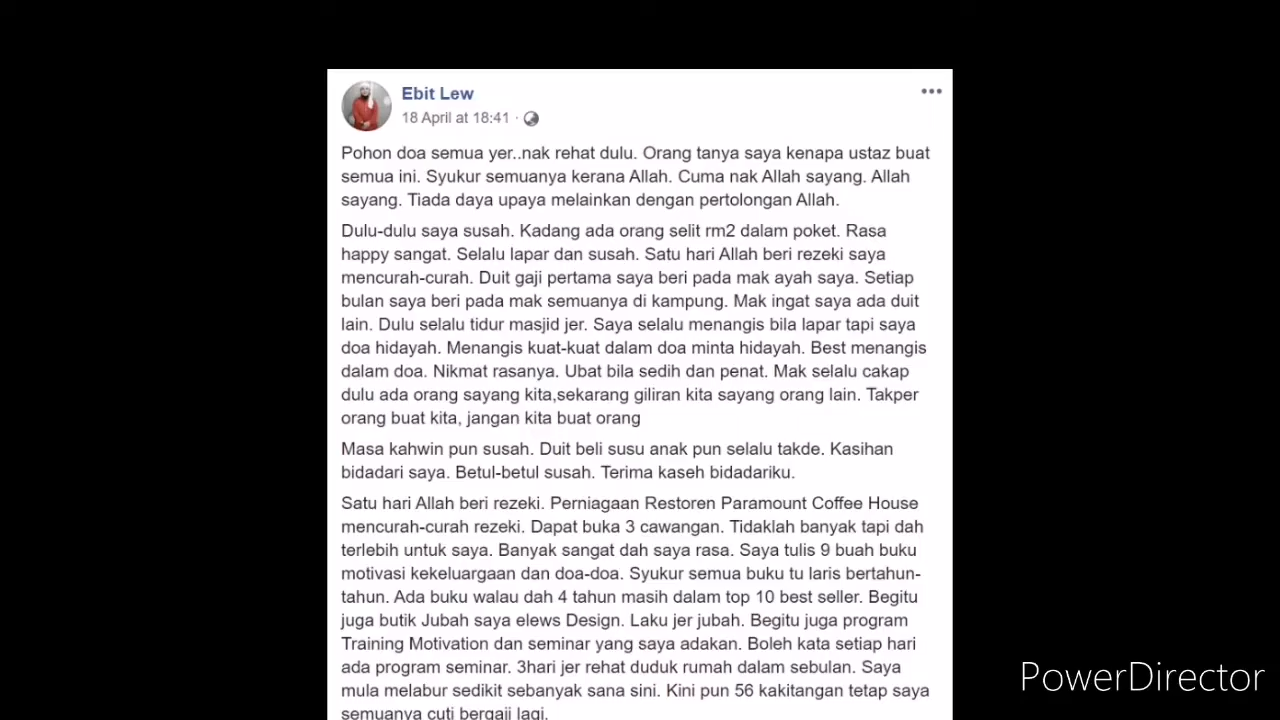 Ebit Lew
18 April at 18:41 ·
Pohon doa semua yer..nak rehat dulu. Orang tanya saya kenapa ustaz buat
semua ini. Syukur semuanya kerana Allah. Cuma nak Allah sayang. Allah
sayang. Tiada daya upaya melainkan dengan pertolongan Allah.
Dulu-dulu saya susah. Kadang ada orang selit rm2 dalam poket. Rasa
happy sangat. Selalu lapar dan susah. Satu hari Allah beri rezeki saya
mencurah-curah. Duit gaji pertama saya beri pada mak ayah saya. Setiap
bulan saya beri pada mak semuanya di kampung. Mak ingat saya ada duit
lain. Dulu selalu tidur masjid jer. Saya selalu menangis bila lapar tapi saya
doa hidayah. Menangis kuat-kuat dalam doa minta hidayah. Best menangis
dalam doa. Nikmat rasanya. Ubat bila sedih dan penat. Mak selalu cakap
dulu ada orang sayang kita,sekarang giliran kita sayang orang lain. Takper
orang buat kita, jangan kita buat orang
Masa kahwin pun susah. Duit beli susu anak pun selalu takde. Kasihan
bidadari saya. Betul-betul susah. Terima kaseh bidadariku.
Satu hari Allah beri rezeki. Perniagaan Restoren Paramount Coffee House
mencurah-curah rezeki. Dapat buka 3 cawangan. Tidaklah banyak tapi dah
terlebih untuk saya. Banyak sangat dah saya rasa. Saya tulis 9 buah buku
motivasi kekeluargaan dan doa-doa. Syukur semua buku tu laris bertahun-
tahun. Ada buku walau dah 4 tahun masih dalam top 10 best seller. Begitu
juga butik Jubah saya elews Design. Laku jer jubah. Begitu juga program
Training Motivation dan seminar yang saya adakan. Boleh kata setiap hari
ada program seminar. 3hari jer rehat duduk rumah dalam sebulan. Saya
mula melabur sedikit sebanyak sana sini. Kini pun 56 kakitangan tetap saya
semuanya cuti bergaji lagi.
PowerDirector